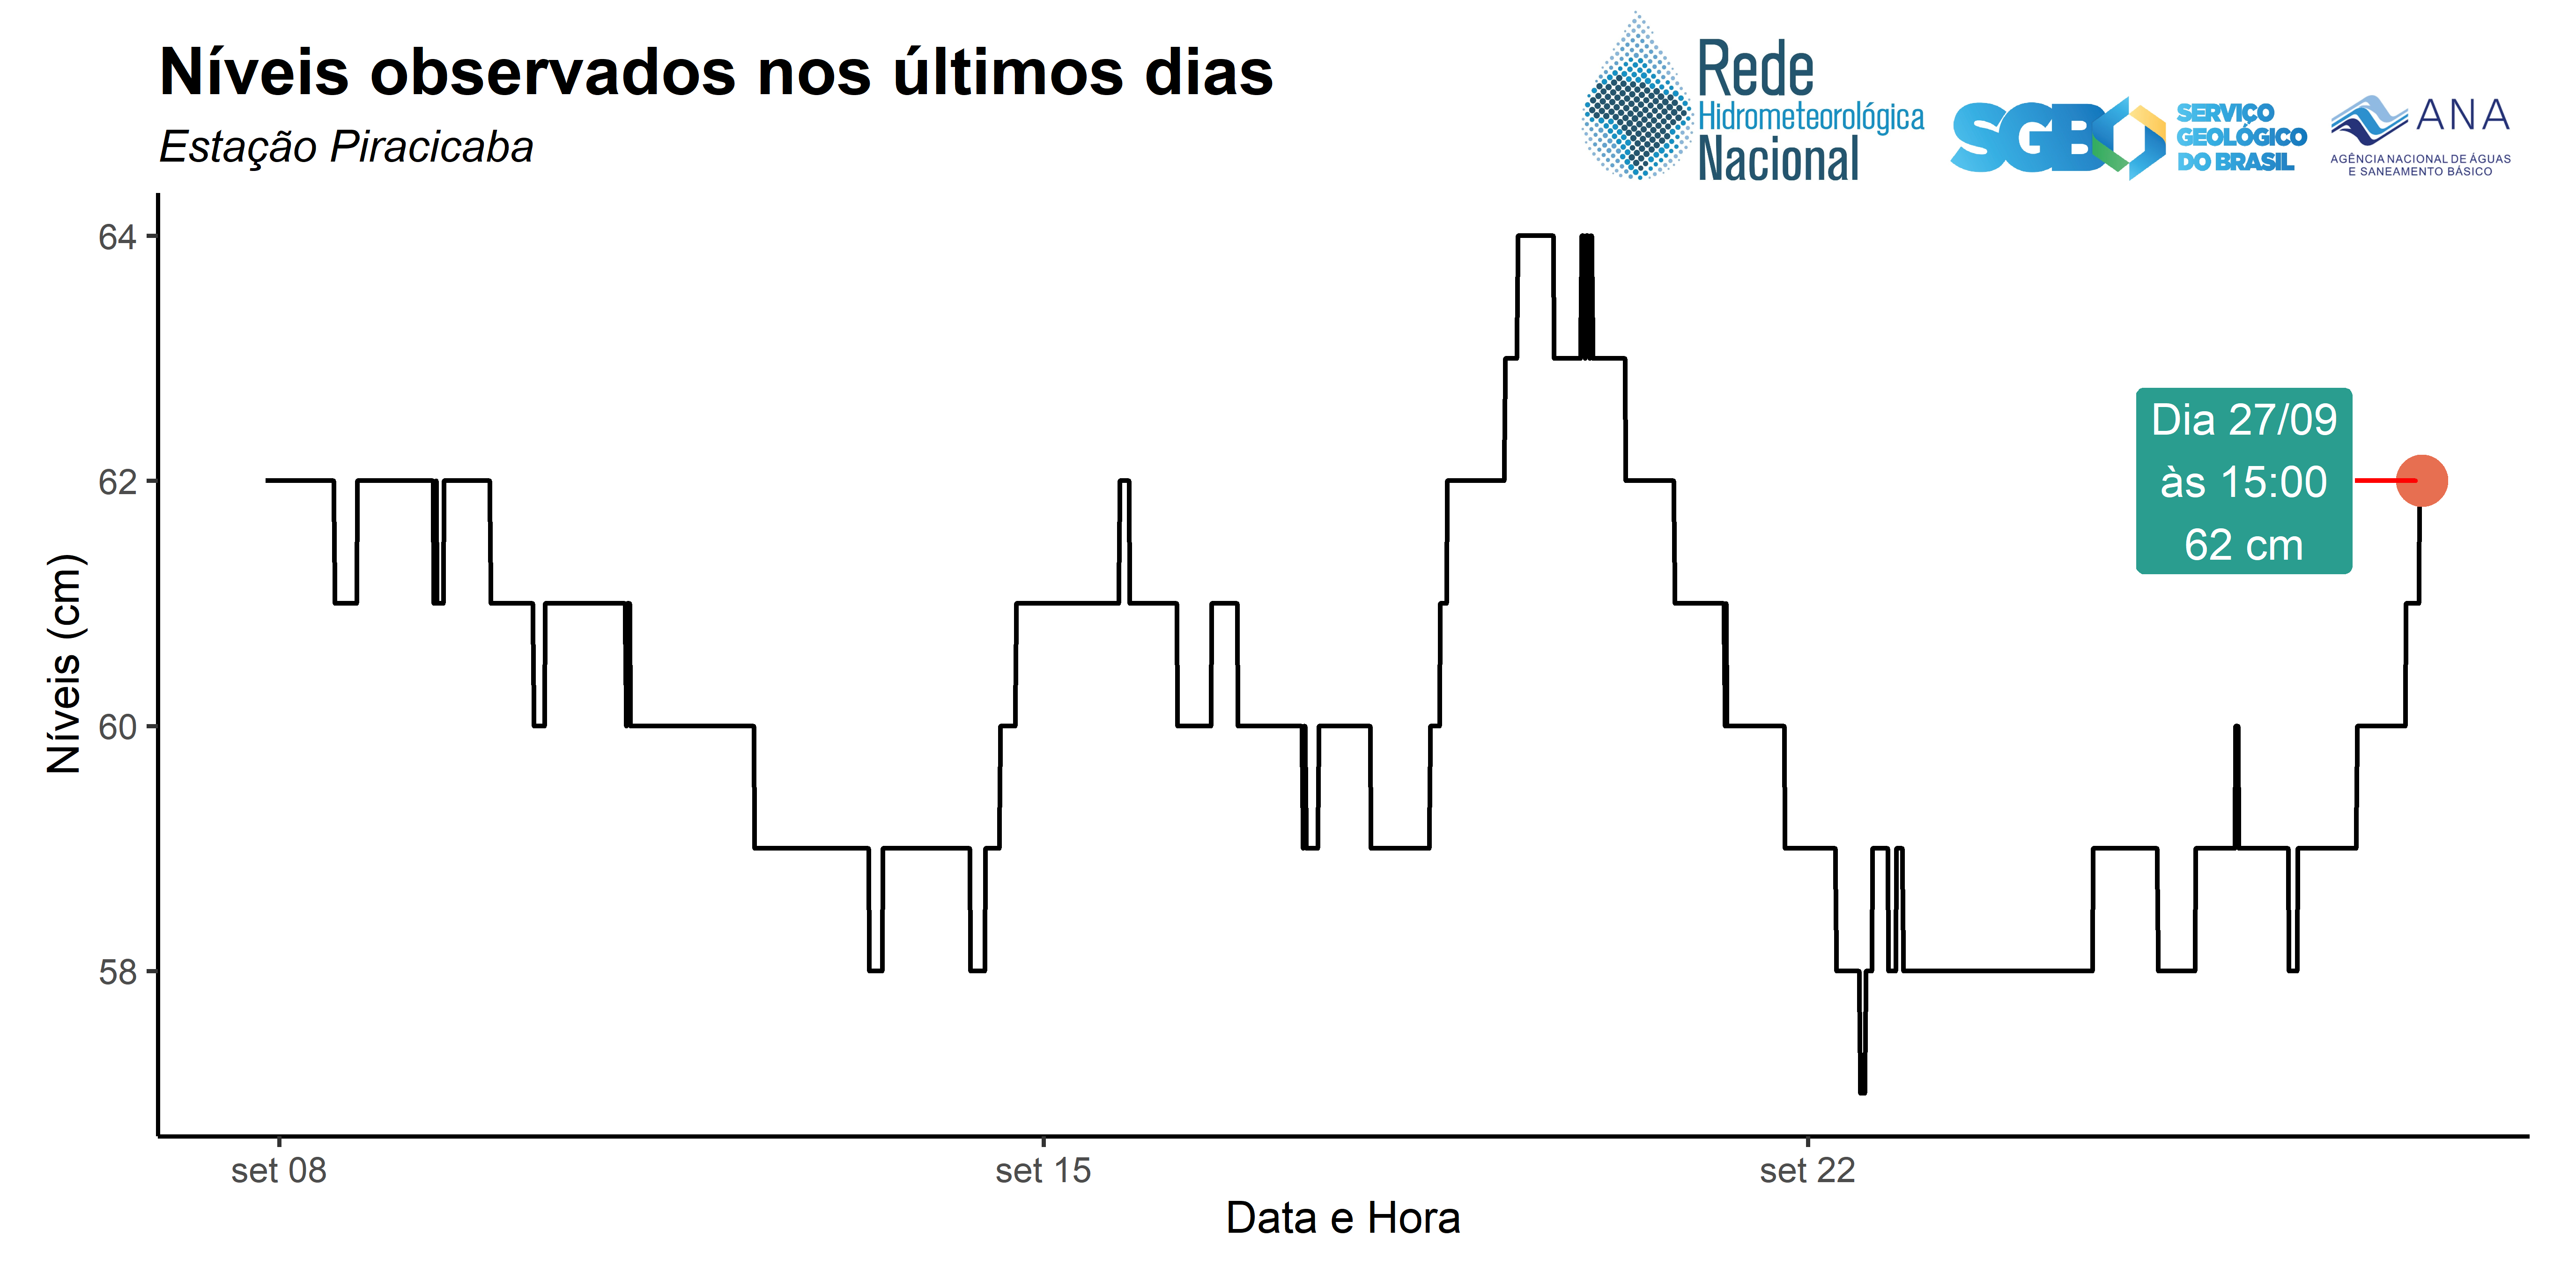 Níveis observados nos últimos dias
Estação Piracicaba
Rede
Hidrometeorológica
Nacional
SGB
SERVIÇO
GEOLÓGICO
DO BRASIL
ANA
AGÊNCIA NACIONAL DE ÁGUAS
E SANEAMENTO BÁSICO
64
62
60
58
Níveis (cm)
Dia 27/09
às 15:00
62 cm
set 08
set 15
set 22
Data e Hora